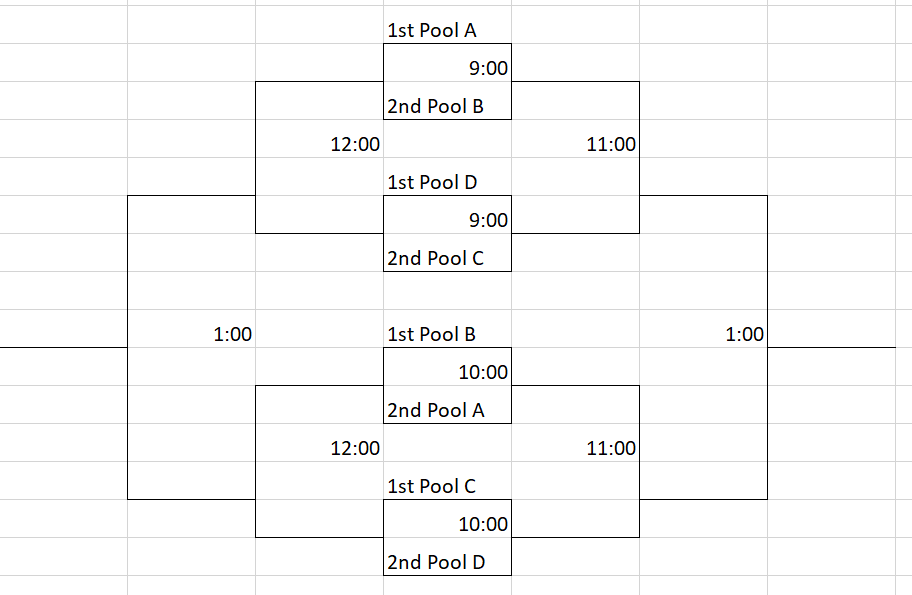 1st Pool A
9:00
2nd Pool B
12:00 11:00
1st Pool D
9:00
2nd Pool C
1:00 1st Pool B 1:00
10:00
2nd Pool A
12:00 11:00
1st Pool C
10:00
2nd Pool D